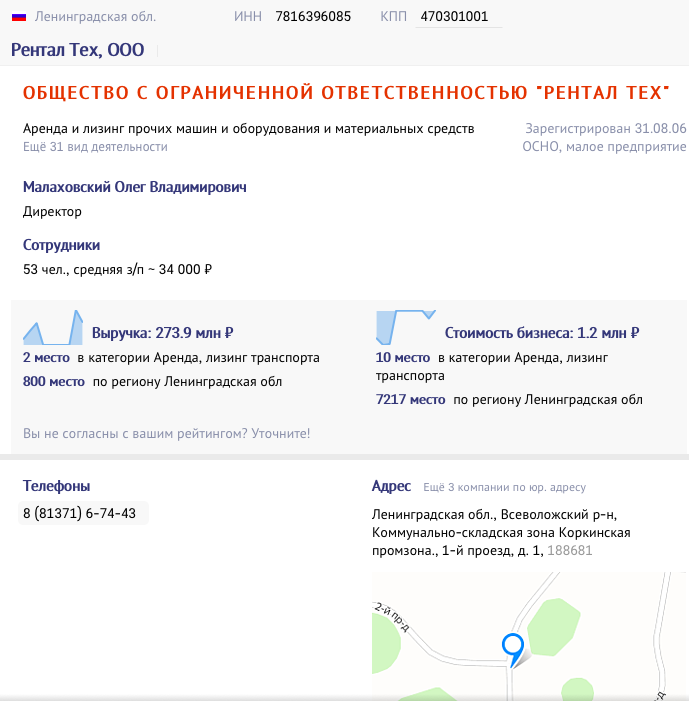 Ленинградская обл. ИНН 7816396085 КПП 470301001
Рентал Тех, ООО
ОБЩЕСТВО С ОГРАНИЧЕННОЙ ОТВЕТСТВЕННОСТЬЮ "РЕНТАЛ ТЕХ"
Аренда и лизинг прочих машин и оборудования и материальных средств
Ещё 31 вид деятельности
Зарегистрирован 31.08.06
ОСНО, малое предприятие
Малаховский Олег Владимирович
Директор
Сотрудники
53 чел., средняя з/п ~ 34 000 ₽
Выручка: 273.9 млн ₽
2 место в категории Аренда, лизинг транспорта
800 место по региону Ленинградская обл
Стоимость бизнеса: 1.2 млн ₽
10 место в категории Аренда, лизинг
транспорта
7217 место по региону Ленинградская обл
Вы не согласны с вашим рейтингом? Уточните!
Телефоны
8 (81371) 6-74-43
Адрес Ещё 3 компании по юр. адресу
Ленинградская обл., Всеволожский р-н,
Коммунально-складская зона Коркинская
промзона., 1-й проезд, д. 1, 188681
2-й пр-д